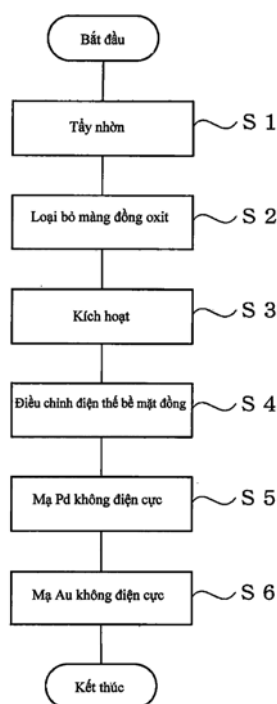 Bắt đầu
Tẩy nhờn
S 1
Loại bỏ màng đồng oxit
S 2
Kích hoạt
S 3
Điều chỉnh điện thế bề mặt đồng
S 4
Mạ Pd không điện cực
S 5
Mạ Au không điện cực
S 6
Kết thúc